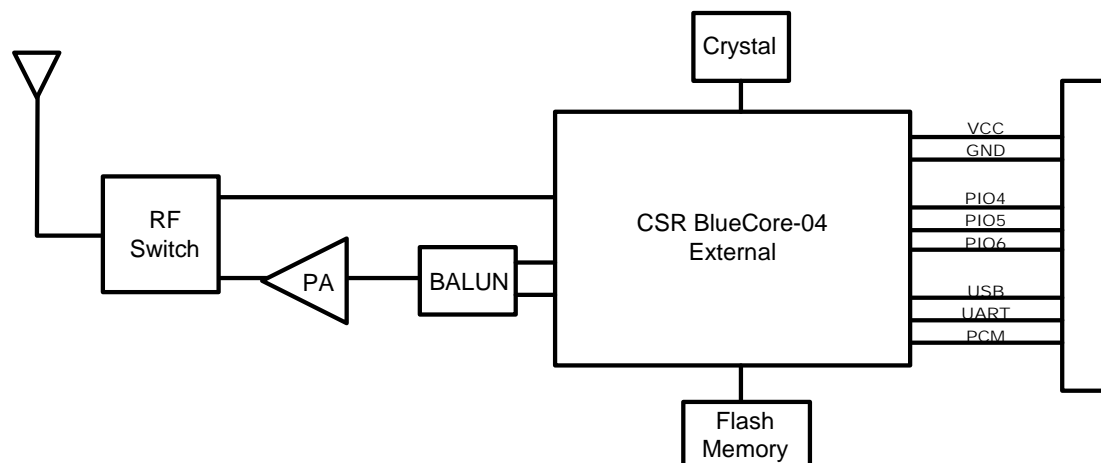 Crystal
VCC
GND
RF
Switch
PIO4
CSR BlueCore-04
External
PIO5
PIO6
PA
BALUN
USB
UART
PCM
Flash
Memory